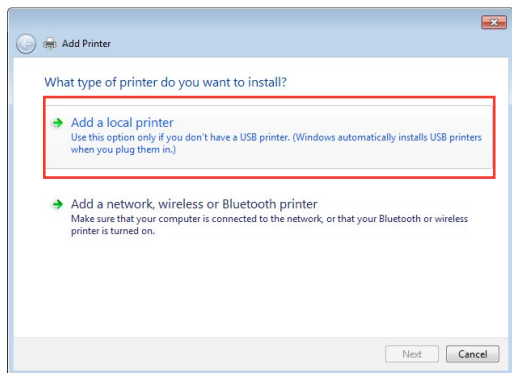 Add Printer
What type of printer do you want to install?
Add a local printer
Use this option only if you don't have a USB printer. (Windows automatically installs USB printers
when you plug them in.)
Add a network, wireless or Bluetooth printer
Make sure that your computer is connected to the network, or that your Bluetooth or wireless
printer is turned on.
Next Cancel